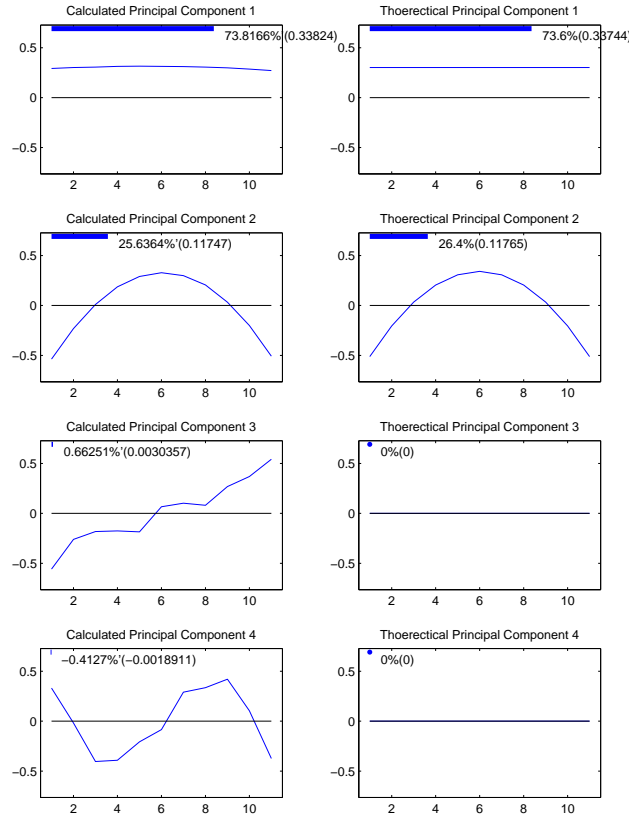 Calculated Principal Component 1
73.8166%'(0.33824)
0.5
0
−0.5
2 4 6 8 10
Thoerectical Principal Component 1
73.6%(0.33744)
0.5
0
−0.5
2 4 6 8 10
Calculated Principal Component 2
25.6364%'(0.11747)
0.5
0
−0.5
2 4 6 8 10
Thoerectical Principal Component 2
26.4%(0.11765)
0.5
0
−0.5
2 4 6 8 10
Calculated Principal Component 3
0.66251%'(0.0030357)
0.5
0
−0.5
2 4 6 8 10
Thoerectical Principal Component 3
0%(0)
0.5
0
−0.5
2 4 6 8 10
Calculated Principal Component 4
−0.4127%'(−0.0018911)
0.5
0
−0.5
2 4 6 8 10
Thoerectical Principal Component 4
0%(0)
0.5
0
−0.5
2 4 6 8 10